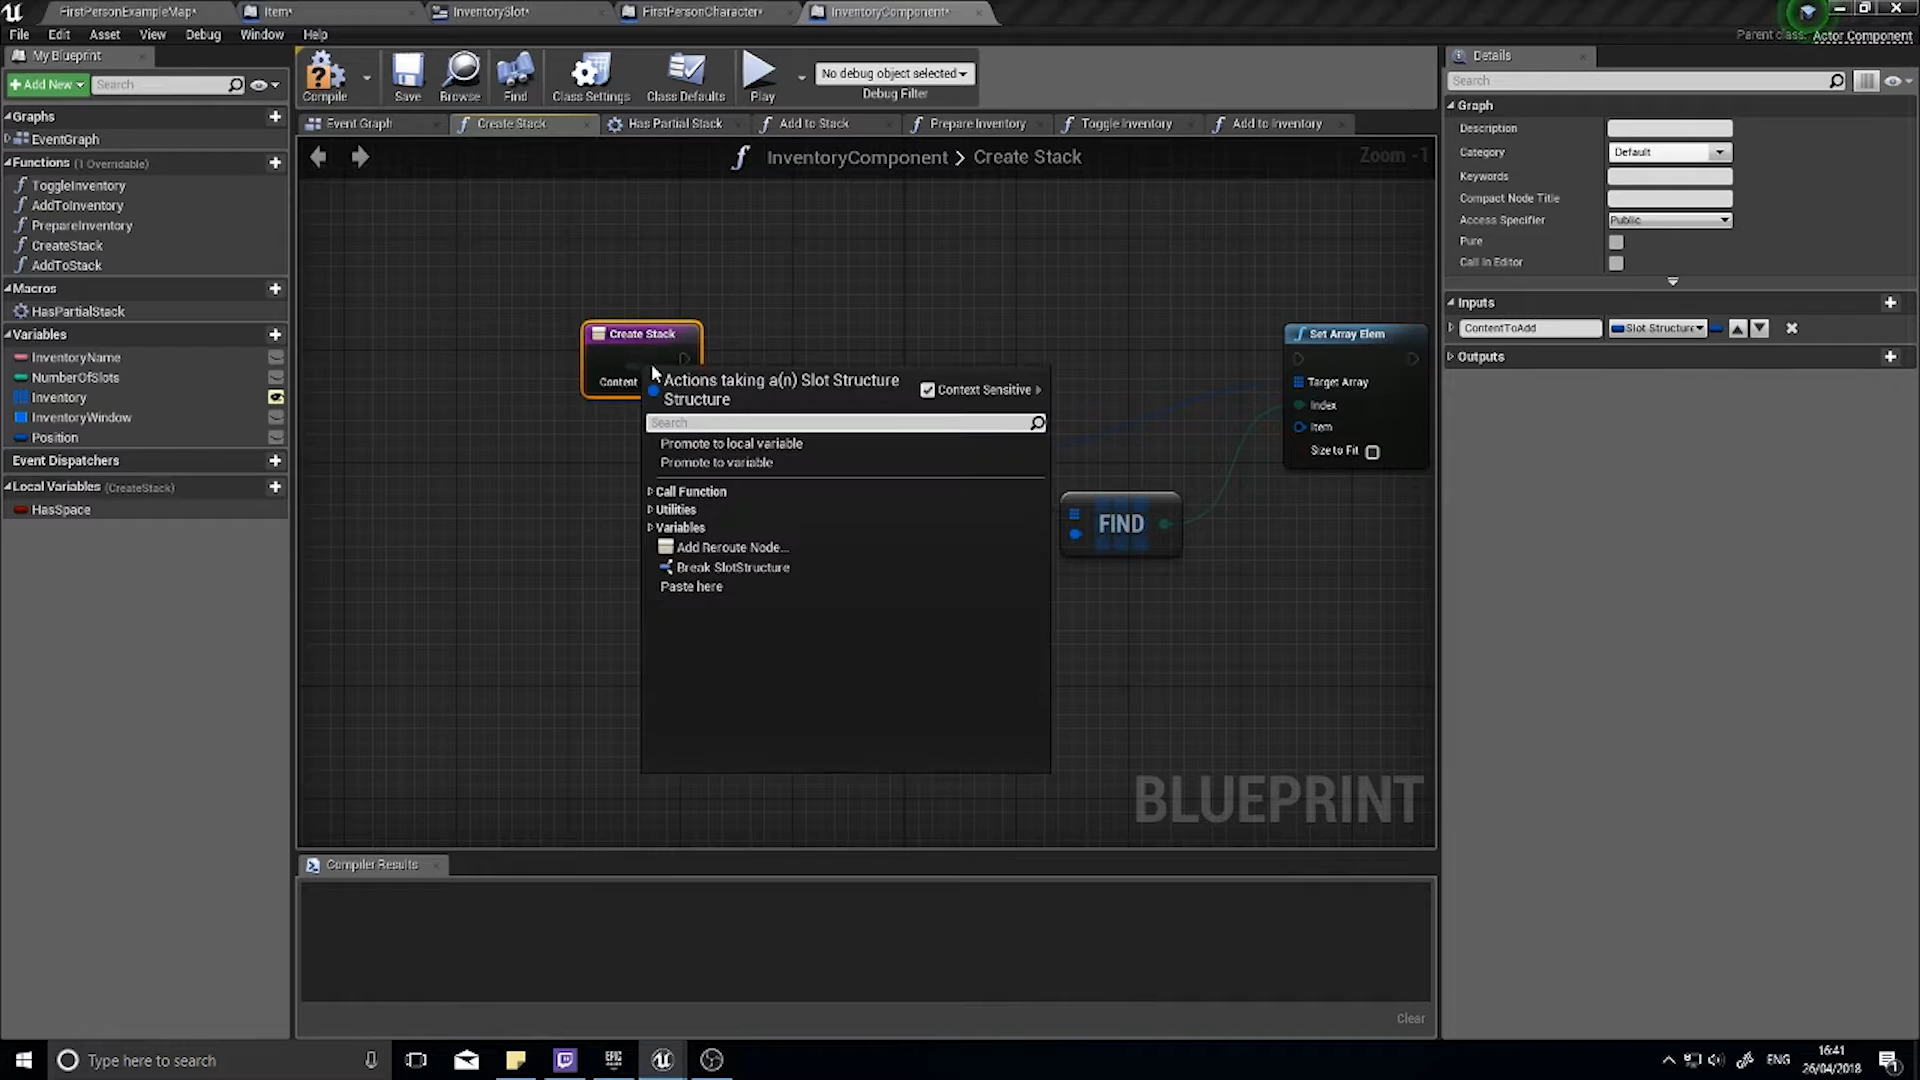 FirstPersonExampleMap*
Item*
InventorySlot*
FirstPersonCharacter*
InventoryComponent*
File Edit Asset View Debug Window Help
Parent class: Actor Component
My Blueprint
+Add New
Search
Compile
Save
Browse
Find
Class Settings
Class Defaults
Play
No debug object selected
Debug Filter
Details
Search
Graphs
EventGraph
Functions (1 Overridable)
ToggleInventory
AddToInventory
PrepareInventory
CreateStack
AddToStack
Macros
HasPartialStack
Variables
InventoryName
NumberOfSlots
Inventory
InventoryWindow
Position
Event Dispatchers
Local Variables (CreateStack)
HasSpace
Event Graph
Create Stack
Has Partial Stack
Add to Stack
Prepare Inventory
Toggle Inventory
Add to Inventory
InventoryComponent > Create Stack
Zoom -1
Create Stack
Content
Actions taking a(n) Slot Structure
Structure
Context Sensitive
Search
Promote to local variable
Promote to variable
Call Function
Utilities
Variables
Add Reroute Node...
Break SlotStructure
Paste here
FIND
Set Array Elem
Target Array
Index
Item
Size to Fit
BLUEPRINT
Graph
Description
Category
Default
Keywords
Compact Node Title
Access Specifier
Public
Pure
Call In Editor
Inputs
ContentToAdd
Slot Structure
Outputs
Compiler Results
Clear
Type here to search
EPIC
GAMES
ENG
16:41
26/04/2018
1